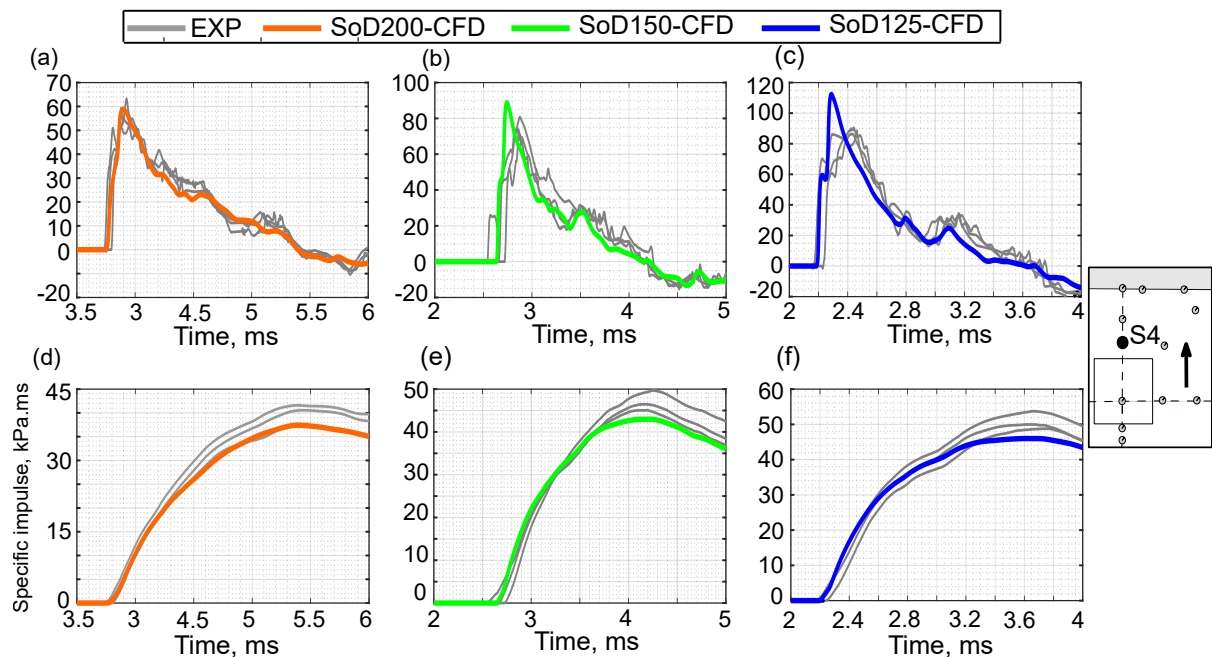 EXP SoD200-CFD SoD150-CFD SoD125-CFD
(a) (b) (c)
70
60
50
40
30
20
10
0
-20
3.5 4 4.5 5 5.5 6
Time, ms
100
80
60
40
20
0
-20
2 3 4 5
Time, ms
120
100
80
60
40
20
0
-20
2 2.4 2.8 3.2 3.6 4
Time, ms
S4
(d) (e) (f)
Specific impulse, kPa.ms
45
35
15
0
3.5 3 4.5 5 5.5 6
Time, ms
50
40
30
20
10
0
2 3 4 5
Time, ms
60
50
40
30
20
10
0
2 2.4 2.8 3.2 3.6 4
Time, ms